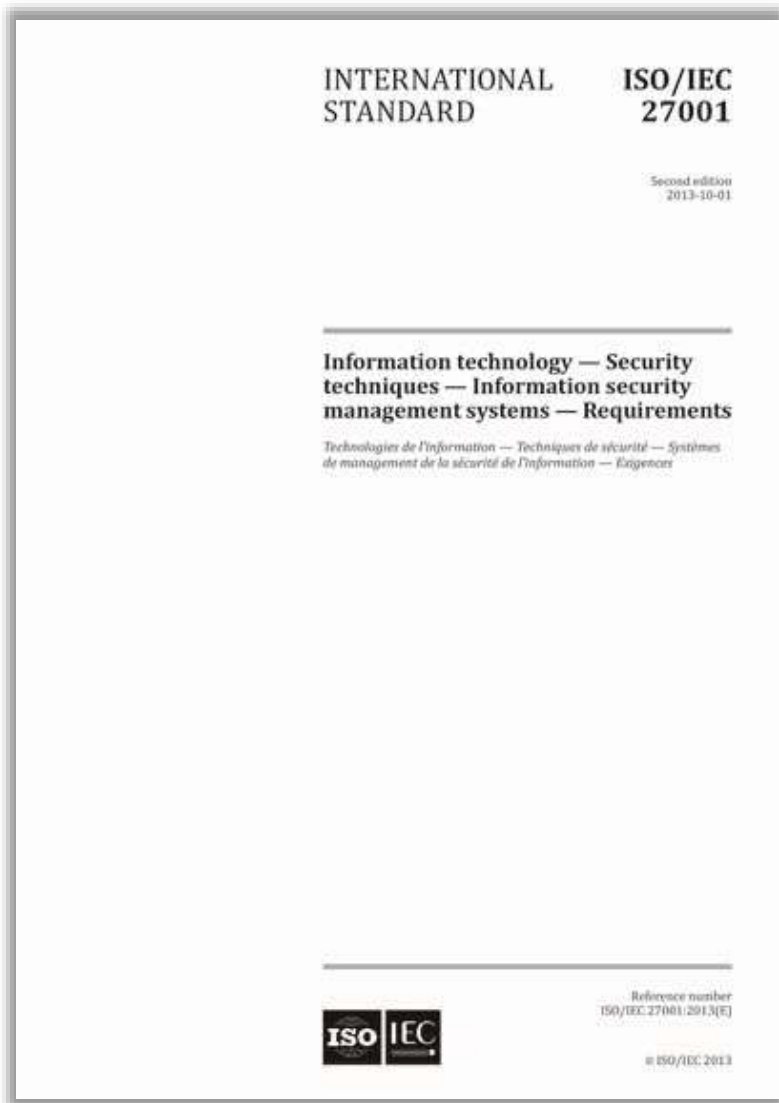 INTERNATIONAL STANDARD
ISO/IEC 27001
Second edition
2013-10-01
Information technology — Security
techniques — Information security
management systems — Requirements
Technologies de l'information — Techniques de sécurité — Systèmes
de management de la sécurité de l'information — Exigences
Reference number
ISO/IEC 27001:2013(E)
ISO IEC
© ISO/IEC 2013